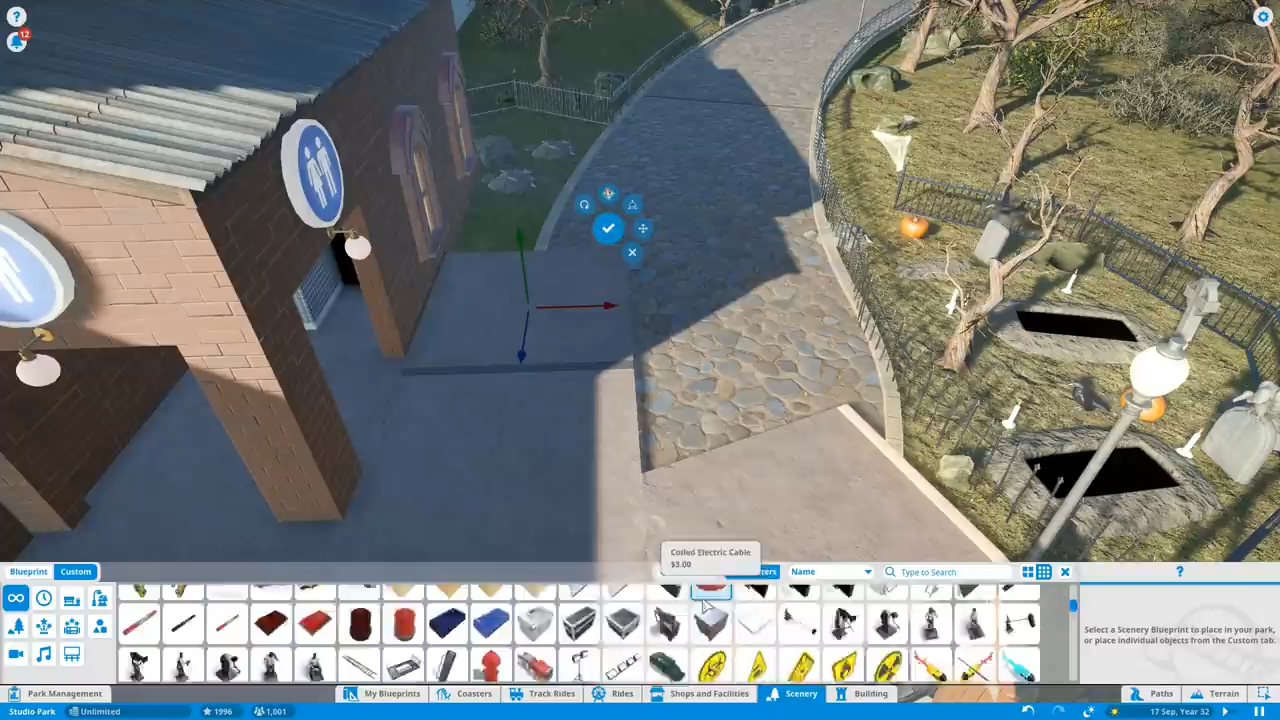 ?
12
Coiled Electric Cable
$3.00
Blueprint Custom
ters
Name
Type to Search
?
Select a Scenery Blueprint to place in your park,
or place individual objects from the Custom tab.
Park Management My Blueprints Coasters Track Rides Rides Shops and Facilities Scenery Building Paths Terrain
Studio Park Unlimited 1996 1,001 17 Sep, Year 32